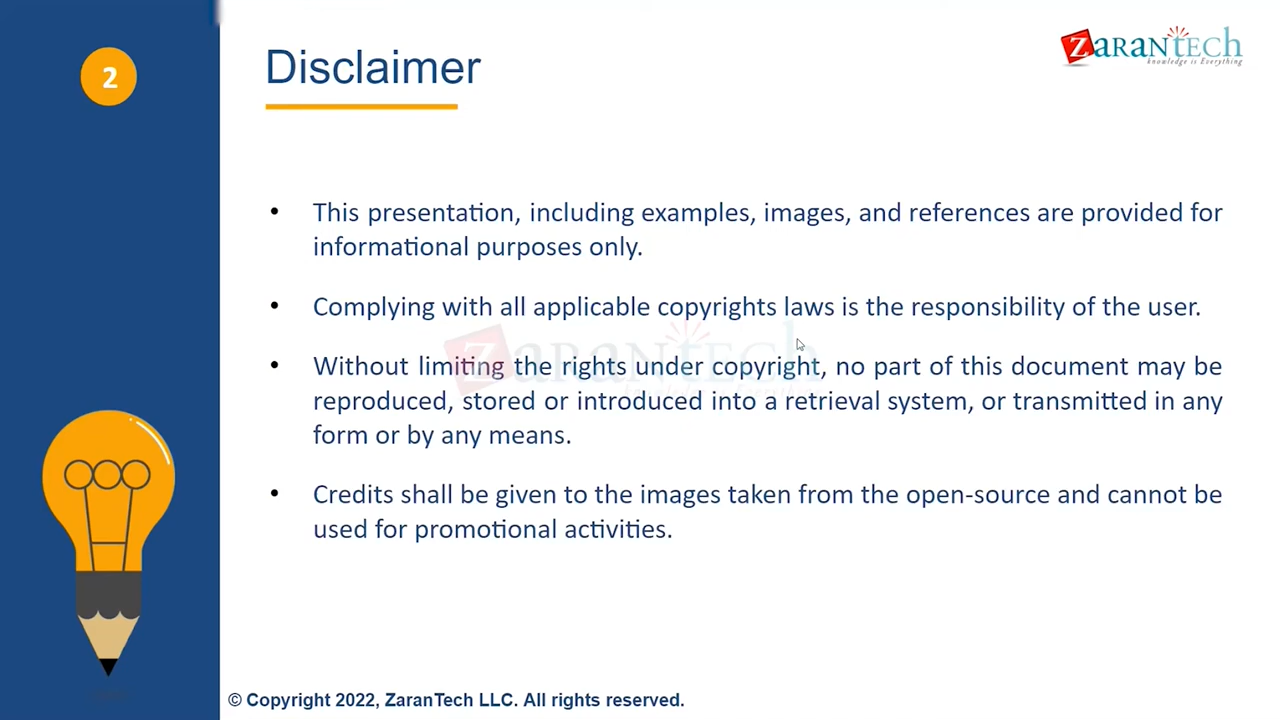 2
Disclaimer
ZARANTECH
knowledge is Everything
• This presentation, including examples, images, and references are provided for
informational purposes only.
• Complying with all applicable copyrights laws is the responsibility of the user.
ZARANTECH
• Without limiting the rights under copyright, no part of this document may be
reproduced, stored or introduced into a retrieval system, or transmitted in any
form or by any means.
• Credits shall be given to the images taken from the open-source and cannot be
used for promotional activities.
© Copyright 2022, ZaranTech LLC. All rights reserved.